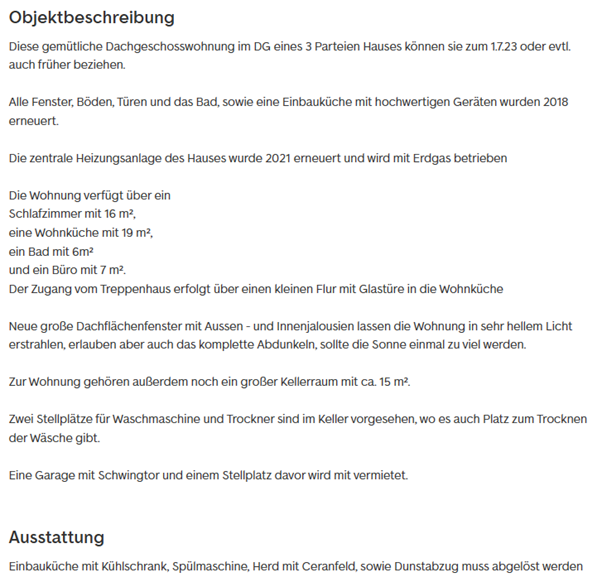 Objektbeschreibung
Diese gemütliche Dachgeschosswohnung im DG eines 3 Parteien Hauses können sie zum 1.7.23 oder evtl.
auch früher beziehen.
Alle Fenster, Böden, Türen und das Bad, sowie eine Einbauküche mit hochwertigen Geräten wurden 2018
erneuert.
Die zentrale Heizungsanlage des Hauses wurde 2021 erneuert und wird mit Erdgas betrieben
Die Wohnung verfügt über ein
Schlafzimmer mit 16 m²,
eine Wohnküche mit 19 m²,
ein Bad mit 6m²
und ein Büro mit 7 m².
Der Zugang vom Treppenhaus erfolgt über einen kleinen Flur mit Glastüre in die Wohnküche
Neue große Dachflächenfenster mit Aussen - und Innenjalousien lassen die Wohnung in sehr hellem Licht
erstrahlen, erlauben aber auch das komplette Abdunkeln, sollte die Sonne einmal zu viel werden.
Zur Wohnung gehören außerdem noch ein großer Kellerraum mit ca. 15 m².
Zwei Stellplätze für Waschmaschine und Trockner sind im Keller vorgesehen, wo es auch Platz zum Trocknen
der Wäsche gibt.
Eine Garage mit Schwingtor und einem Stellplatz davor wird mit vermietet.
Ausstattung
Einbauküche mit Kühlschrank, Spülmaschine, Herd mit Ceranfeld, sowie Dunstabzug muss abgelöst werden